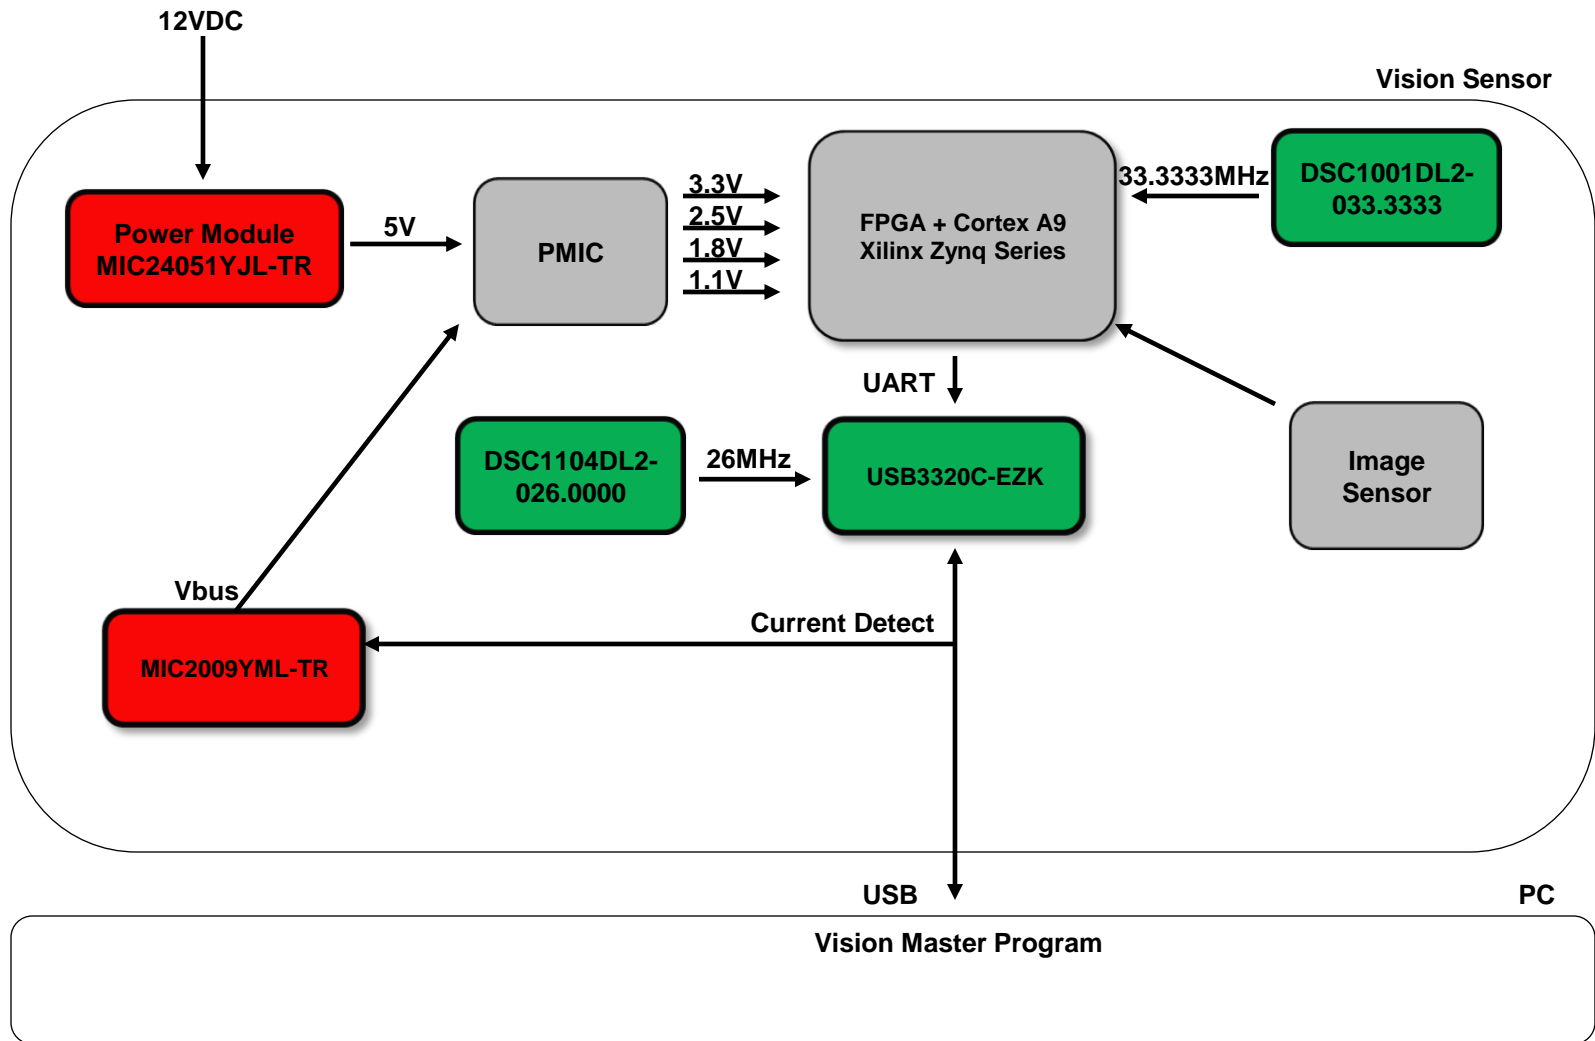 12VDC
Vision Sensor
Power Module
MIC24051YJL-TR
5V
PMIC
3.3V
2.5V
1.8V
1.1V
FPGA + Cortex A9
Xilinx Zynq Series
33.3333MHz
DSC1001DL2-
033.3333
UART
DSC1104DL2-
026.0000
26MHz
USB3320C-EZK
Image
Sensor
Vbus
MIC2009YML-TR
Current Detect
USB
PC
Vision Master Program